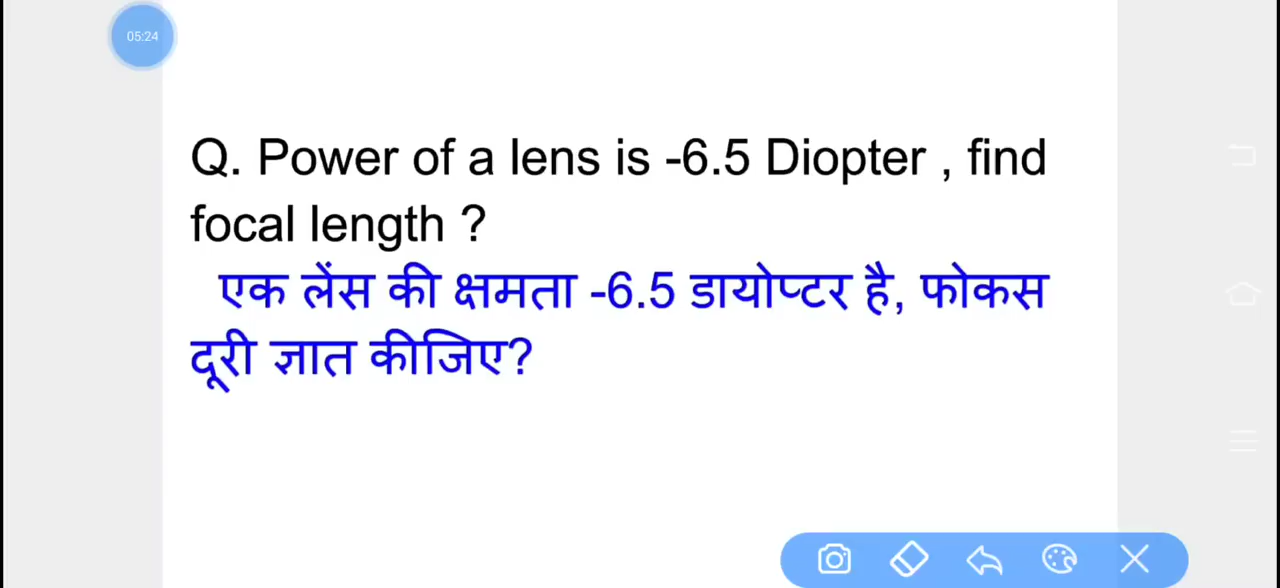 05:24
Q. Power of a lens is -6.5 Diopter , find
focal length ?
एक लेंस की क्षमता -6.5 डायोप्टर है, फोकस
दूरी ज्ञात कीजिए?